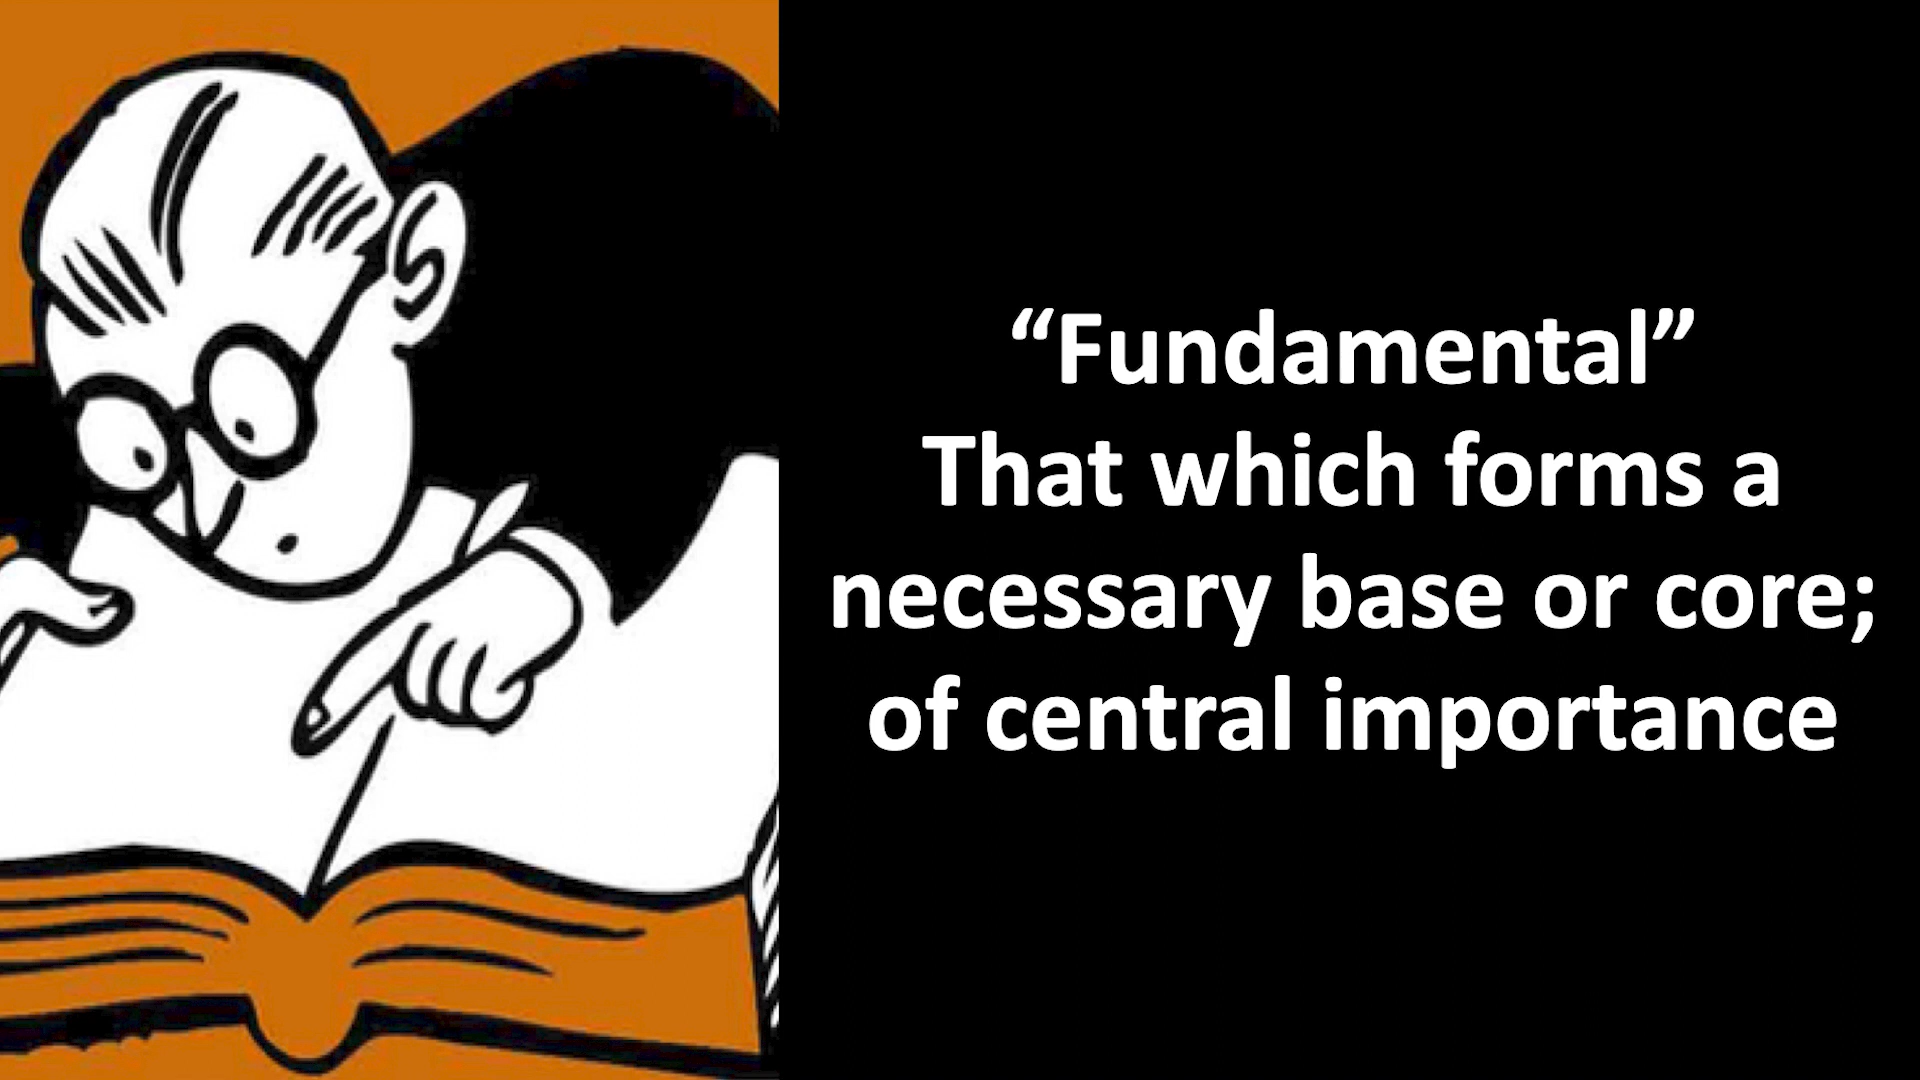 “Fundamental”
That which forms a
necessary base or core;
of central importance